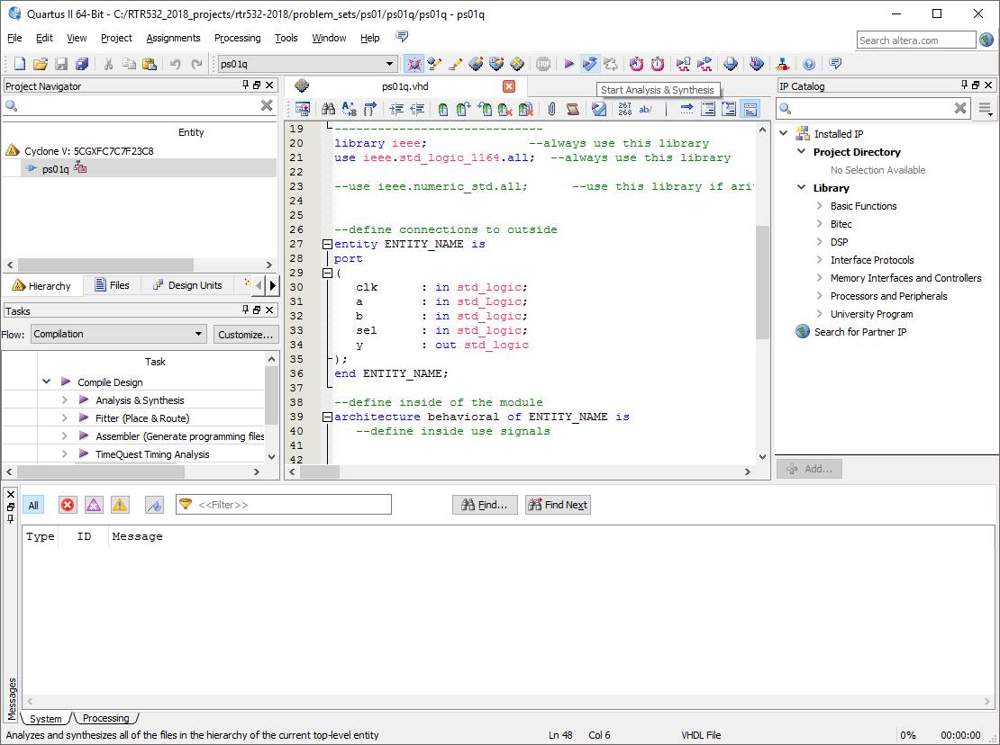 Quartus II 64-Bit - C:/RTR532_2018_projects/rtr532-2018/problem_sets/ps01/ps01q/ps01q - ps01q
File Edit View Project Assignments Processing Tools Window Help
Search altera.com
ps01q
STOP
Project Navigator
Entity
Cyclone V: 5CGXFC7C7F23C8
ps01q
Hierarchy
Files
Design Units
Tasks
Flow: Compilation
Customize...
Task
Compile Design
Analysis & Synthesis
Fitter (Place & Route)
Assembler (Generate programming files
TimeQuest Timing Analysis
ps01q.vhd
Start Analysis & Synthesis
267
268
ab/
19 -----------------------------
20 library ieee; --always use this library
21 use ieee.std_logic_1164.all; --always use this library
22
23 --use ieee.numeric_std.all; --use this library if ari
24
25
26 --define connections to outside
27 entity ENTITY_NAME is
28 port
29 (
30 clk : in std_logic;
31 a : in std_Logic;
32 b : in std_logic;
33 sel : in std_logic;
34 y : out std_logic
35 );
36 end ENTITY_NAME;
37
38 --define inside of the module
39 architecture behavioral of ENTITY_NAME is
40 --define inside use signals
41
42
IP Catalog
Installed IP
Project Directory
No Selection Available
Library
Basic Functions
Bitec
DSP
Interface Protocols
Memory Interfaces and Controllers
Processors and Peripherals
University Program
Search for Partner IP
Add...
All
<<Filter>>
Find...
Find Next
Type ID Message
Messages
System
Processing
Analyzes and synthesizes all of the files in the hierarchy of the current top-level entity
Ln 48 Col 6 VHDL File 0% 00:00:00